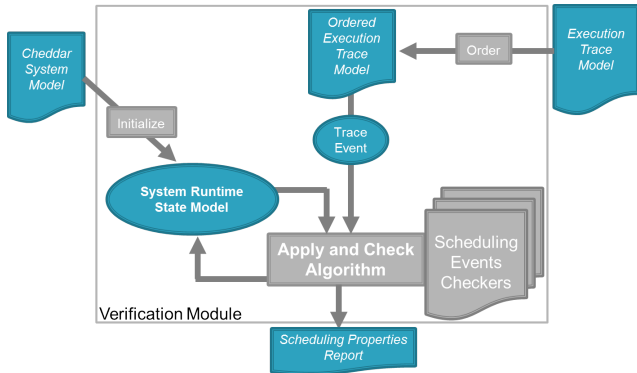 Cheddar
System
Model
Ordered
Execution
Trace
Model
Order
Execution
Trace
Model
Initialize
Trace
Event
System Runtime
State Model
Apply and Check
Algorithm
Scheduling
Events
Checkers
Verification Module
Scheduling Properties
Report